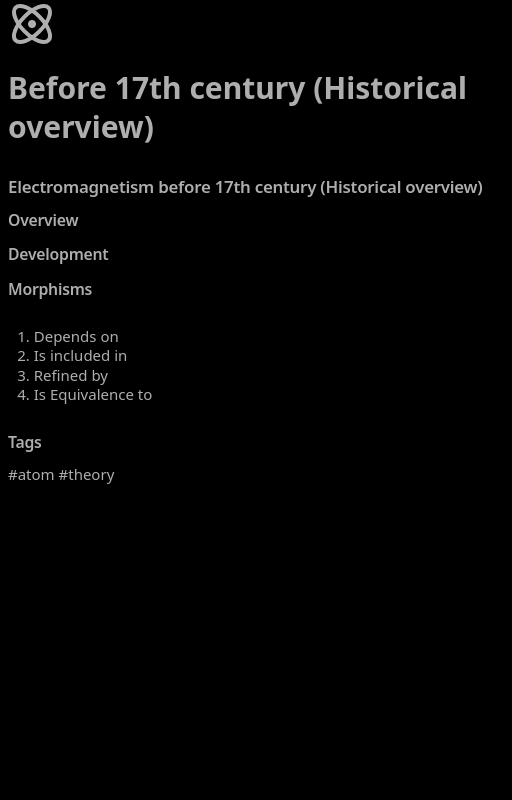 Before 17th century (Historical
overview)
Electromagnetism before 17th century (Historical overview)
Overview
Development
Morphisms
1. Depends on
2. Is included in
3. Refined by
4. Is Equivalence to
Tags
#atom #theory